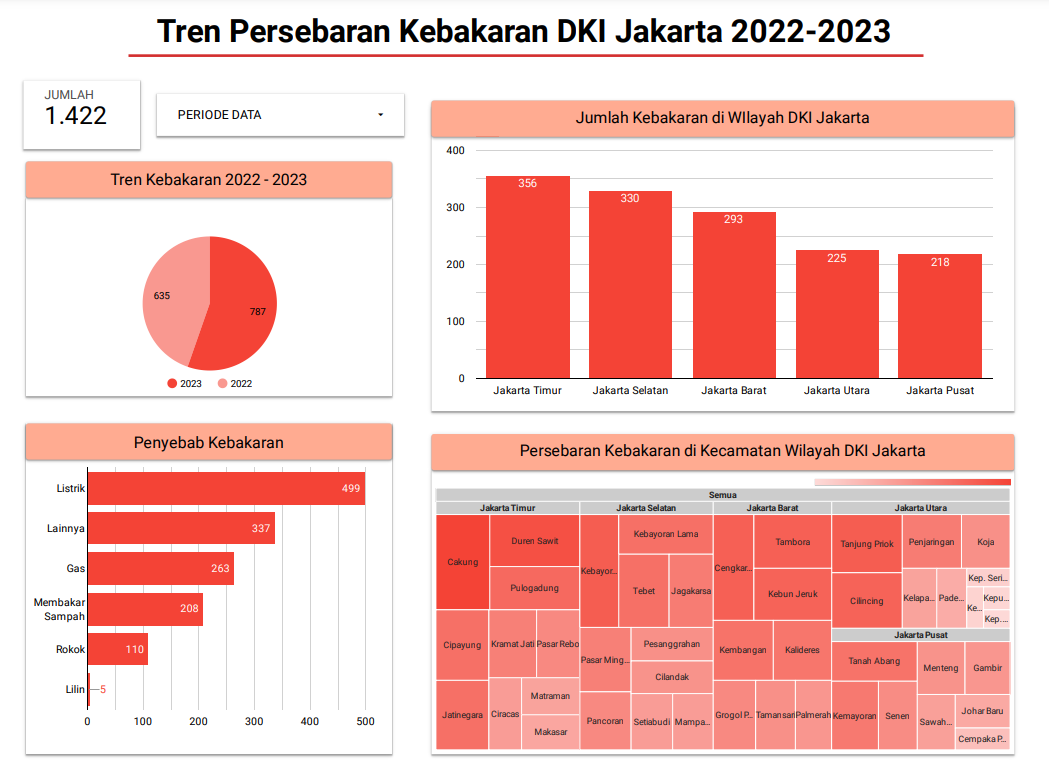 Tren Persebaran Kebakaran DKI Jakarta 2022-2023
JUMLAH
1.422
PERIODE DATA
Tren Kebakaran 2022 - 2023
635
787
2023
2022
Jumlah Kebakaran di WIlayah DKI Jakarta
400
300
200
100
0
356
330
293
225
218
Jakarta Timur
Jakarta Selatan
Jakarta Barat
Jakarta Utara
Jakarta Pusat
Penyebab Kebakaran
Listrik
499
Lainnya
337
Gas
263
Membakar
Sampah
208
Rokok
110
Lilin
5
0
100
200
300
400
500
Persebaran Kebakaran di Kecamatan Wilayah DKI Jakarta
Semua
Jakarta Timur
Cakung
Duren Sawit
Pulogadung
Cipayung
Kramat Jati
Pasar Rebo
Jatinegara
Ciracas
Matraman
Makasar
Jakarta Selatan
Kebayor...
Kebayoran Lama
Tebet
Jagakarsa
Pasar Ming...
Pesanggrahan
Cilandak
Pancoran
Setiabudi
Mampa...
Jakarta Barat
Cengkar...
Tambora
Kebun Jeruk
Kembangan
Kalideres
Grogol P...
Tamansari
Palmerah
Jakarta Utara
Tanjung Priok
Penjaringan
Koja
Cilincing
Kelapa...
Pade...
Kep. Seri...
Ke...
Kepu...
Kep....
Jakarta Pusat
Tanah Abang
Menteng
Gambir
Kemayoran
Senen
Sawah...
Johar Baru
Cempaka P...